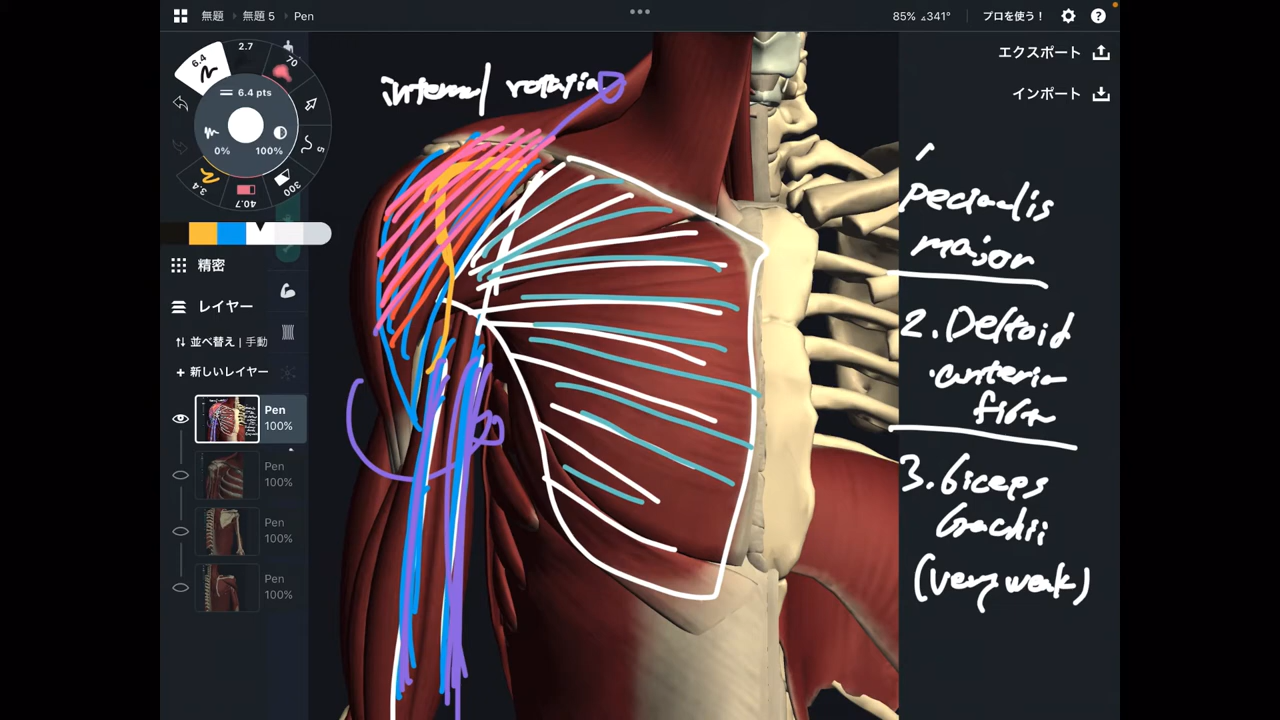 無題 無題 5 Pen
85% ⊿341° プロを使う!
エクスポート
インポート
2.7
6.4
70
6.4 pts
0% 100%
5
3.4
40.7
300
精密
レイヤー
並べ替え | 手動
+ 新しいレイヤー
Pen
100%
Pen
100%
Pen
100%
Pen
100%
internal rotation
pectoralis
major
2. Deltoid
・anterior
fibr
3. biceps
brachii
(very weak)